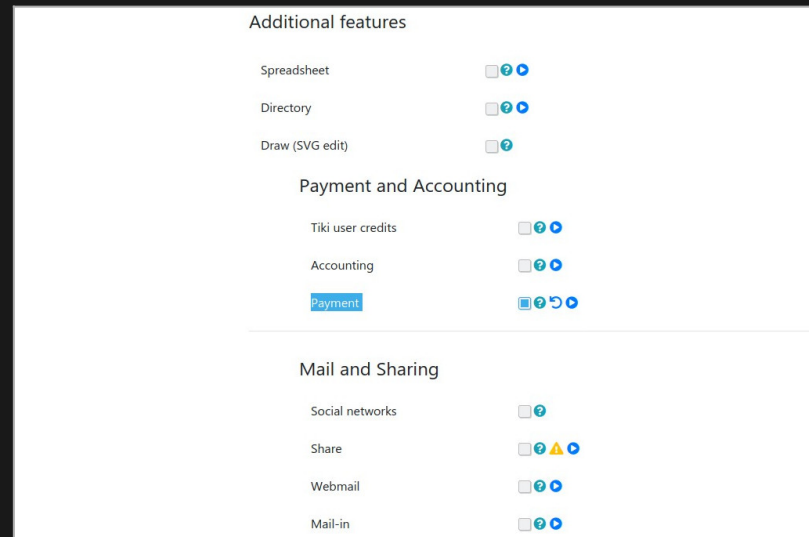 Additional features
Spreadsheet
Directory
Draw (SVG edit)
Payment and Accounting
Tiki user credits
Accounting
Payment
Mail and Sharing
Social networks
Share
Webmail
Mail-in